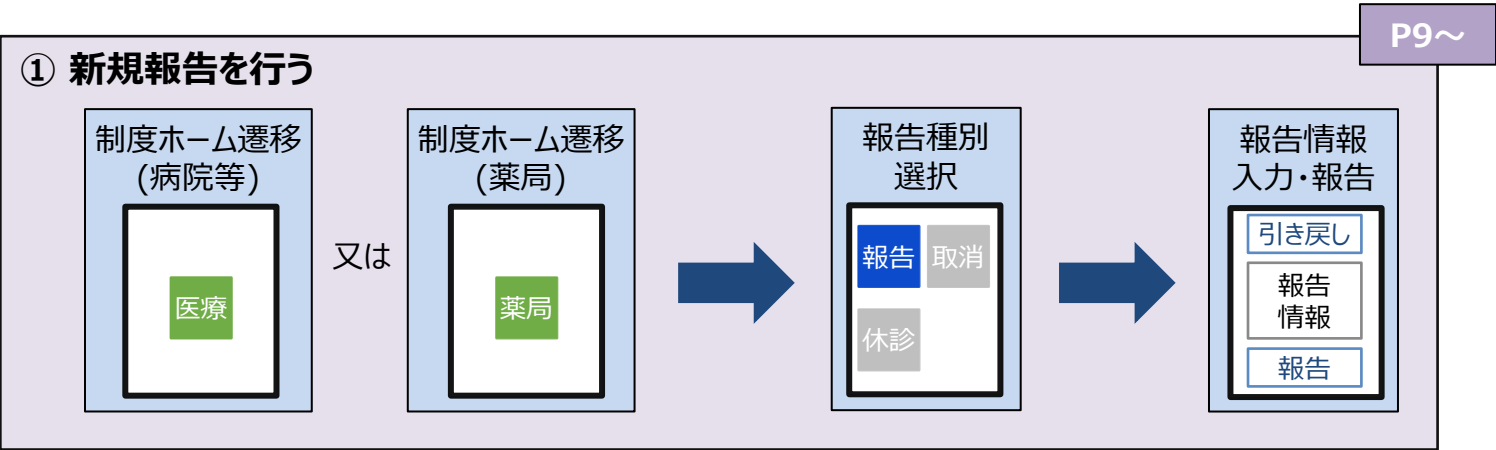 P9～
① 新規報告を行う
制度ホーム遷移
(病院等)
医療
又は
制度ホーム遷移
(薬局)
薬局
報告種別
選択
報告
取消
休診
報告情報
入力・報告
引き戻し
報告
情報
報告